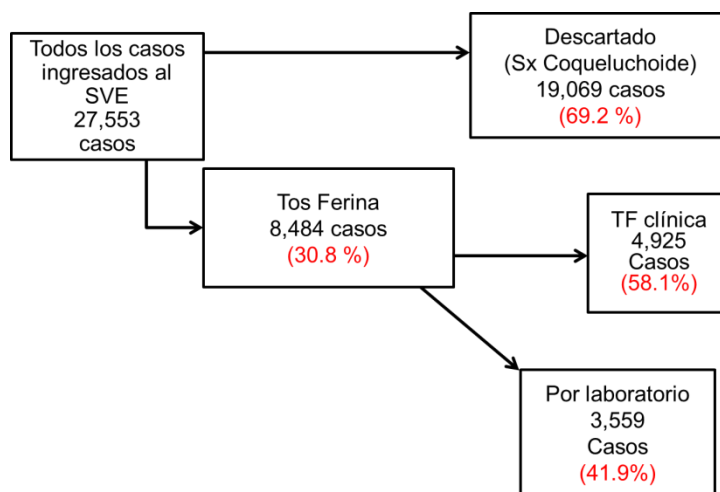 Todos los casos
ingresados al
SVE
27,553
casos
Descartado
(Sx Coqueluchoide)
19,069 casos
(69.2 %)
Tos Ferina
8,484 casos
(30.8 %)
TF clínica
4,925
Casos
(58.1%)
Por laboratorio
3,559
Casos
(41.9%)